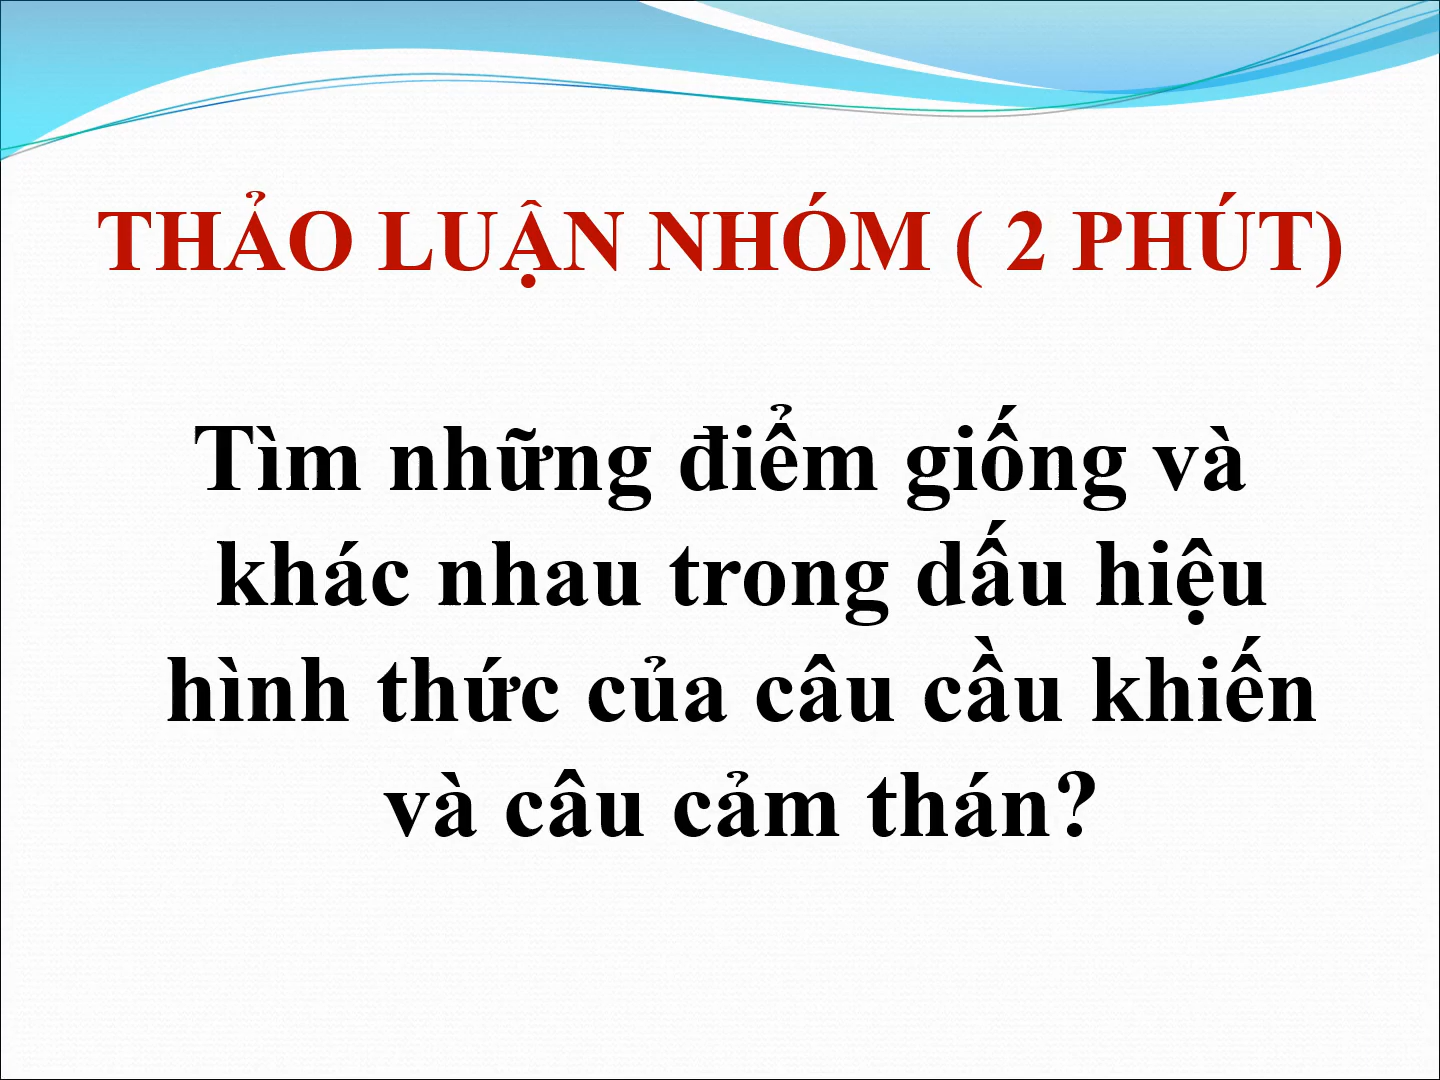 THẢO LUẬN NHÓM ( 2 PHÚT)
Tìm những điểm giống và
khác nhau trong dấu hiệu
hình thức của câu cầu khiến
và câu cảm thán?